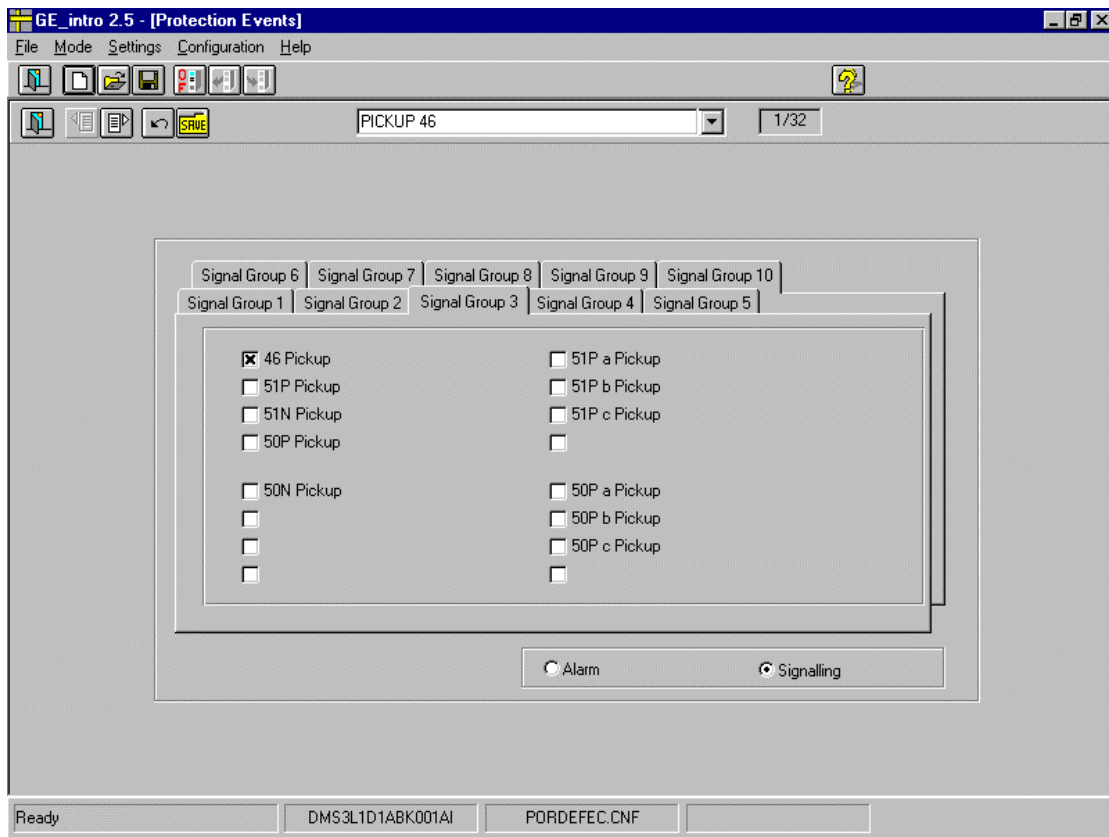 GE_intro 2.5 - [Protection Events]
File Mode Settings Configuration Help
SAVE PICKUP 46 1/32
Signal Group 6 Signal Group 7 Signal Group 8 Signal Group 9 Signal Group 10
Signal Group 1 Signal Group 2 Signal Group 3 Signal Group 4 Signal Group 5
46 Pickup 51P a Pickup
51P Pickup 51P b Pickup
51N Pickup 51P c Pickup
50P Pickup
50N Pickup 50P a Pickup
50P b Pickup
50P c Pickup
Alarm Signalling
Ready DMS3L1D1ABK001AI PORDEFEC.CNF